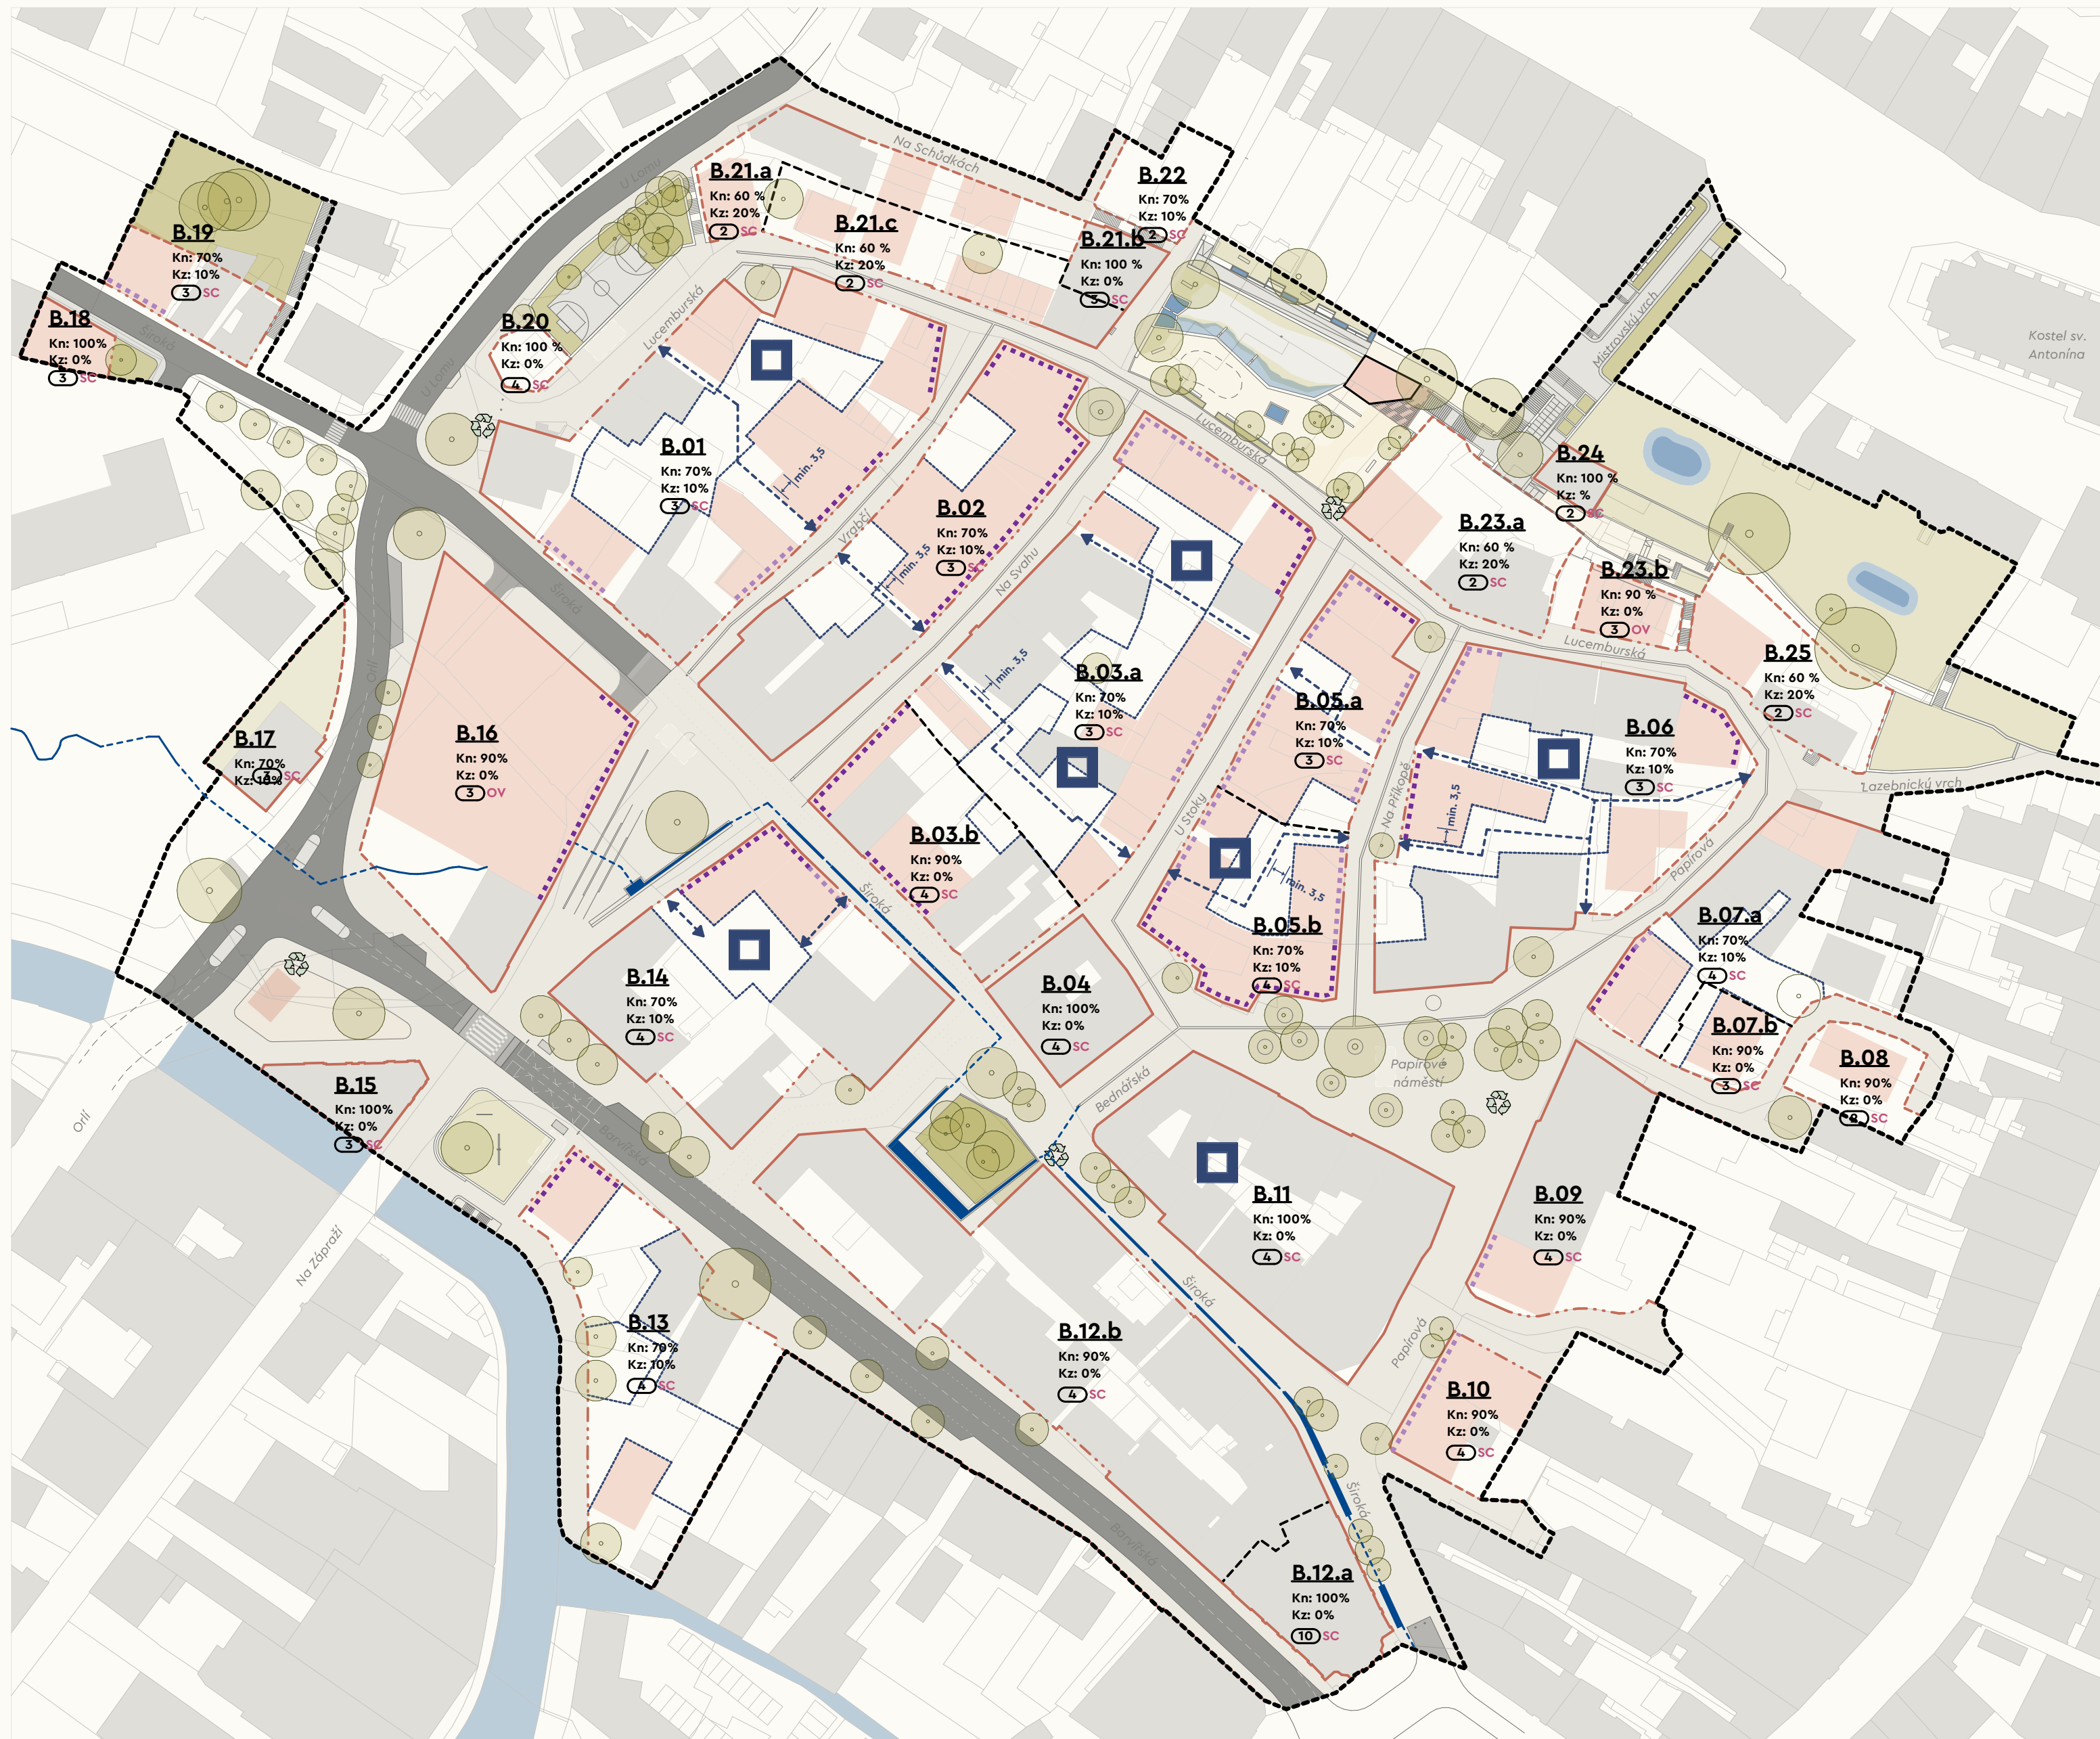 Na Schůdkách
U Lomu
B.21.a
Kn: 60 %
Kz: 20%
2 SC
B.22
Kn: 70%
Kz: 10%
2 SC
B.21.c
Kn: 60 %
Kz: 20%
2 SC
B.21.b
Kn: 100 %
Kz: 0%
3 SC
B.19
Kn: 70%
Kz: 10%
3 SC
B.18
Kn: 100%
Kz: 0%
3 SC
Široká
U Lomu
B.20
Kn: 100 %
Kz: 0%
4 SC
Lucemburská
Mistrovský vrch
Kostel sv.
Antonína
B.01
Kn: 70%
Kz: 10%
3 SC
min. 3,5
Vrabčí
B.02
Kn: 70%
Kz: 10%
3 SC
min. 3,5
Na Svahu
Lucemburská
B.24
Kn: 100 %
Kz: %
2 SC
B.23.a
Kn: 60 %
Kz: 20%
2 SC
B.23.b
Kn: 90 %
Kz: 0%
3 OV
Lucemburská
B.25
Kn: 60 %
Kz: 20%
2 SC
Lazebnický vrch
Široká
Orlí
B.17
Kn: 70%
Kz: 10%
3 SC
B.16
Kn: 90%
Kz: 0%
3 OV
min. 3,5
B.03.a
Kn: 70%
Kz: 10%
3 SC
B.05.a
Kn: 70%
Kz: 10%
3 SC
B.06
Kn: 70%
Kz: 10%
3 SC
U Stoky
Na Příkopě
min. 3,5
Papírová
B.03.b
Kn: 90%
Kz: 0%
4 SC
Široká
min. 3,5
B.05.b
Kn: 70%
Kz: 10%
4 SC
B.07.a
Kn: 70%
Kz: 10%
4 SC
B.14
Kn: 70%
Kz: 10%
4 SC
B.04
Kn: 100%
Kz: 0%
4 SC
B.07.b
Kn: 90%
Kz: 0%
3 SC
B.08
Kn: 90%
Kz: 0%
SC
Papírové
náměstí
Bednářská
Orlí
B.15
Kn: 100%
Kz: 0%
3 SC
Barvířská
Na Zápraží
B.11
Kn: 100%
Kz: 0%
4 SC
B.09
Kn: 90%
Kz: 0%
4 SC
Široká
B.13
Kn: 70%
Kz: 10%
4 SC
B.12.b
Kn: 90%
Kz: 0%
4 SC
Papírová
B.10
Kn: 90%
Kz: 0%
4 SC
Široká
Barvířská
B.12.a
Kn: 100%
Kz: 0%
10 SC